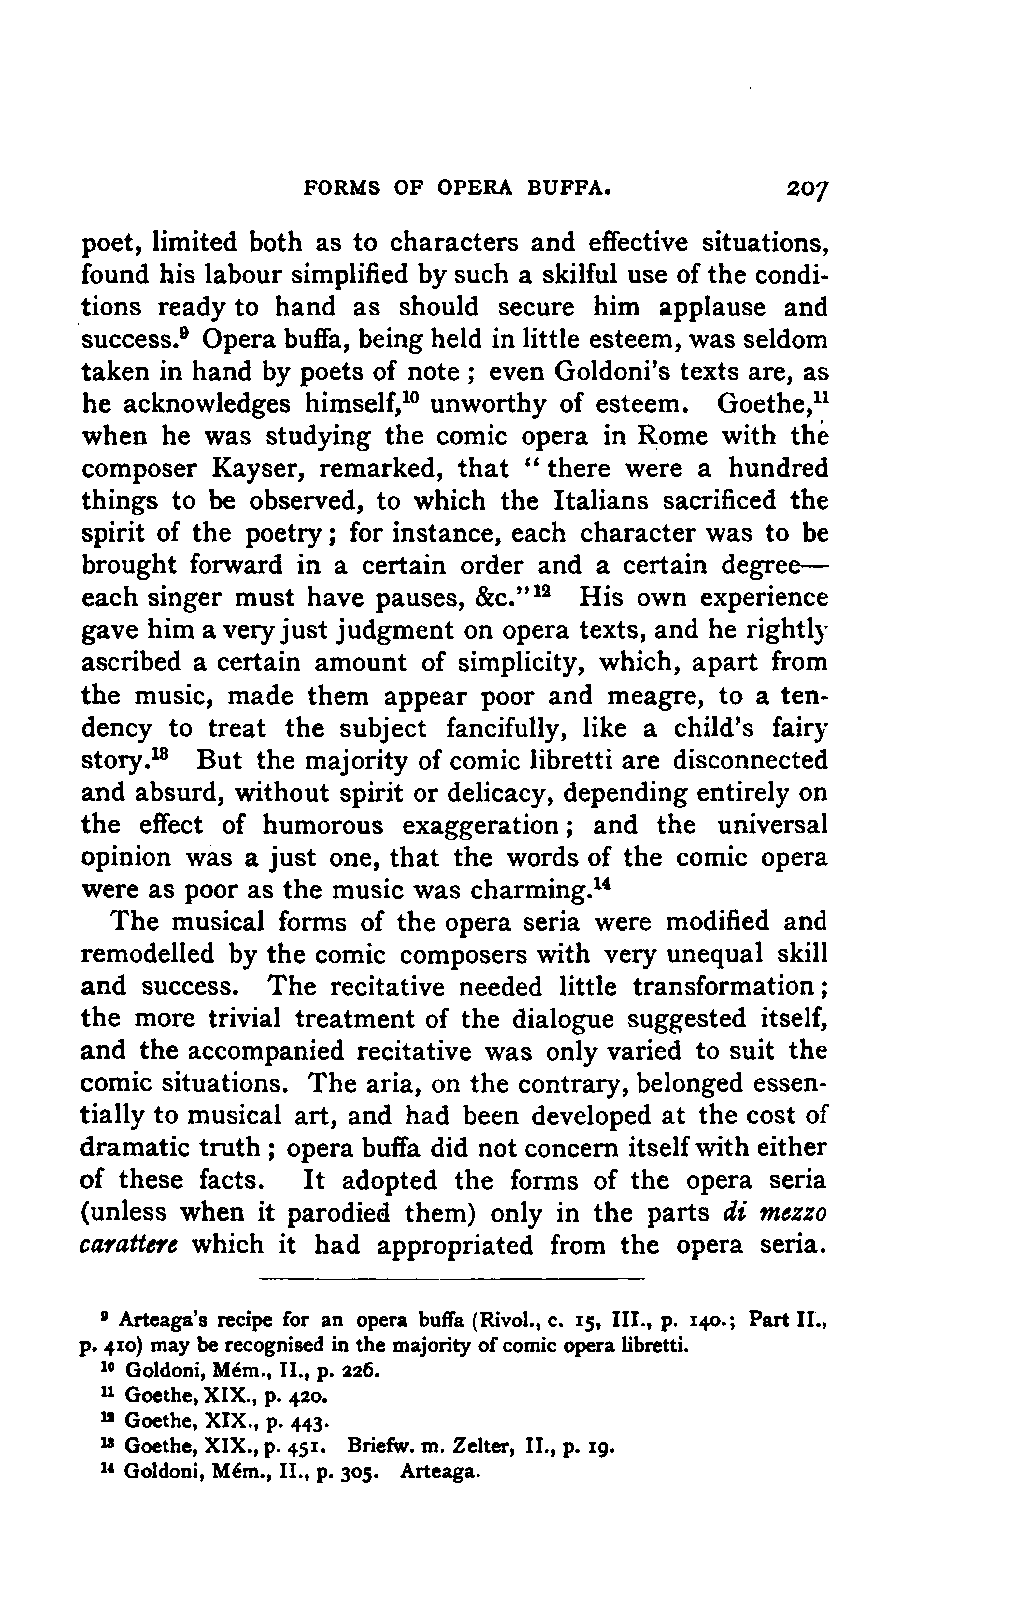 FORMS OF OPERA BUFFA. 207
poet, limited both as to characters and effective situations,
found his labour simplified by such a skilful use of the condi-
tions ready to hand as should secure him applause and
success.⁹ Opera buffa, being held in little esteem, was seldom
taken in hand by poets of note ; even Goldoni's texts are, as
he acknowledges himself,¹⁰ unworthy of esteem. Goethe,¹¹
when he was studying the comic opera in Rome with the
composer Kayser, remarked, that " there were a hundred
things to be observed, to which the Italians sacrificed the
spirit of the poetry ; for instance, each character was to be
brought forward in a certain order and a certain degree—
each singer must have pauses, &c." ¹² His own experience
gave him a very just judgment on opera texts, and he rightly
ascribed a certain amount of simplicity, which, apart from
the music, made them appear poor and meagre, to a ten-
dency to treat the subject fancifully, like a child's fairy
story.¹³ But the majority of comic libretti are disconnected
and absurd, without spirit or delicacy, depending entirely on
the effect of humorous exaggeration ; and the universal
opinion was a just one, that the words of the comic opera
were as poor as the music was charming.¹⁴
The musical forms of the opera seria were modified and
remodelled by the comic composers with very unequal skill
and success. The recitative needed little transformation ;
the more trivial treatment of the dialogue suggested itself,
and the accompanied recitative was only varied to suit the
comic situations. The aria, on the contrary, belonged essen-
tially to musical art, and had been developed at the cost of
dramatic truth ; opera buffa did not concern itself with either
of these facts. It adopted the forms of the opera seria
(unless when it parodied them) only in the parts di mezzo
carattere which it had appropriated from the opera seria.
⁹ Arteaga's recipe for an opera buffa (Rivol., c. 15, III., p. 140.; Part II.,
p. 410) may be recognised in the majority of comic opera libretti.
¹⁰ Goldoni, Mém., II., p. 226.
¹¹ Goethe, XIX., p. 420.
¹² Goethe, XIX., p. 443.
¹³ Goethe, XIX., p. 451. Briefw. m. Zelter, II., p. 19.
¹⁴ Goldoni, Mém., II., p. 305. Arteaga.